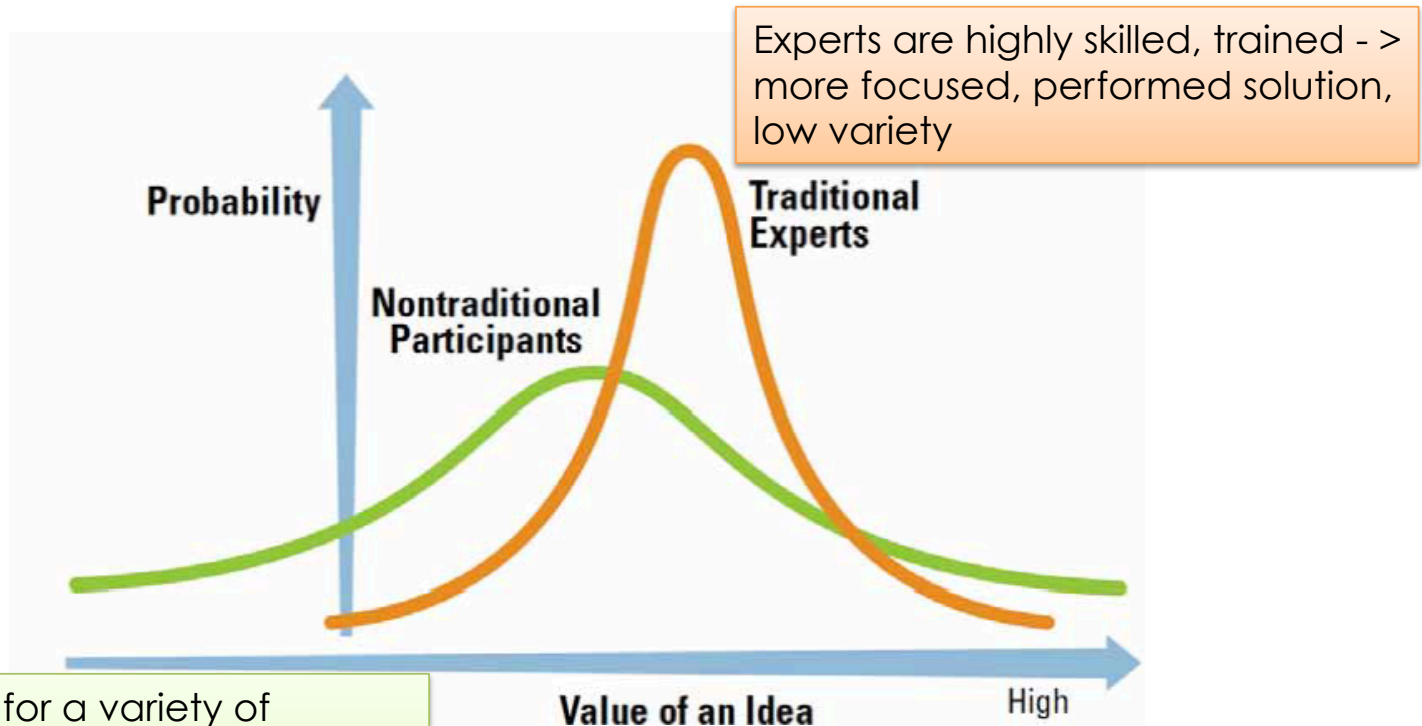 Experts are highly skilled, trained - >
more focused, performed solution,
low variety
Probability
Traditional
Experts
Nontraditional
Participants
for a variety of
Value of an Idea
High